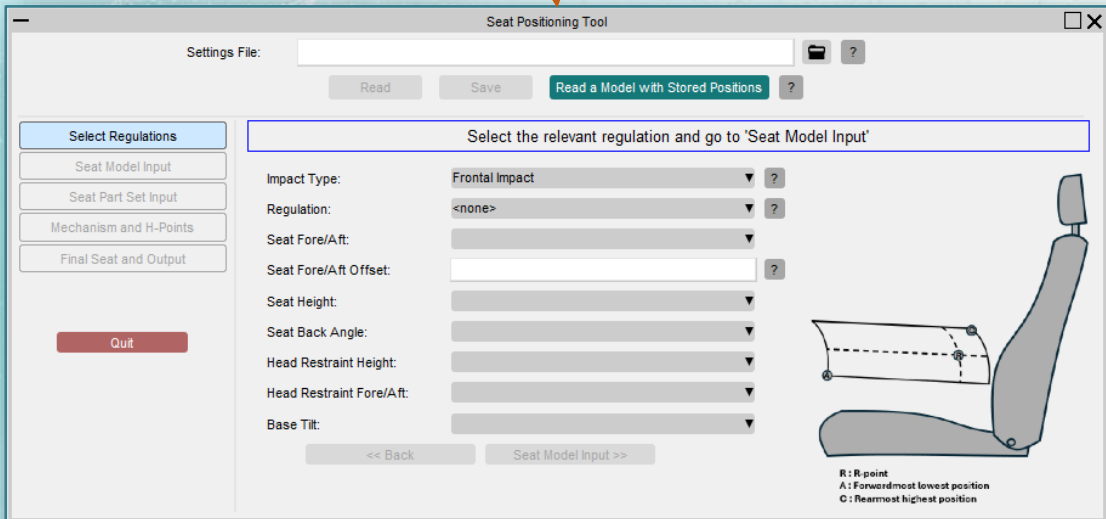 Seat Positioning Tool
Settings File:
?
Read Save Read a Model with Stored Positions ?
Select Regulations
Seat Model Input
Seat Part Set Input
Mechanism and H-Points
Final Seat and Output
Quit
Select the relevant regulation and go to 'Seat Model Input'
Impact Type: Frontal Impact ?
Regulation: <none> ?
Seat Fore/Aft:
Seat Fore/Aft Offset: ?
Seat Height:
Seat Back Angle:
Head Restraint Height:
Head Restraint Fore/Aft:
Base Tilt:
<< Back Seat Model Input >>
C
R
A
R : R-point
A : Forwardmost lowest position
C : Rearmost highest position